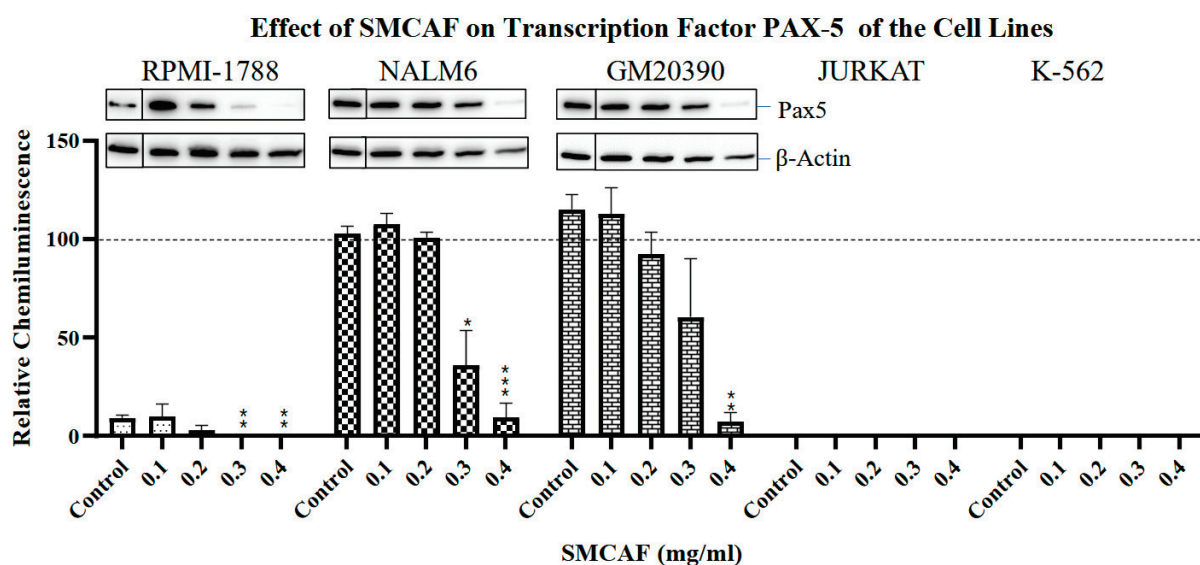 Effect of SMCAF on Transcription Factor PAX-5 of the Cell Lines
RPMI-1788 NALM6 GM20390 JURKAT K-562
Pax5
β-Actin
150
100
50
0
Relative Chemiluminescence
** ** * *** **
Control 0.1 0.2 0.3 0.4 Control 0.1 0.2 0.3 0.4 Control 0.1 0.2 0.3 0.4 Control 0.1 0.2 0.3 0.4 Control 0.1 0.2 0.3 0.4
SMCAF (mg/ml)